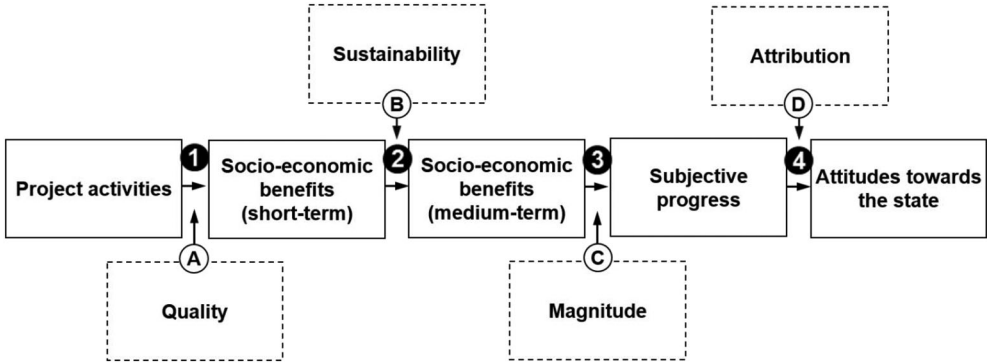 Sustainability
Attribution
B
D
1
2
3
4
Project activities
Socio-economic
benefits
(short-term)
Socio-economic
benefits
(medium-term)
Subjective
progress
Attitudes towards
the state
A
C
Quality
Magnitude